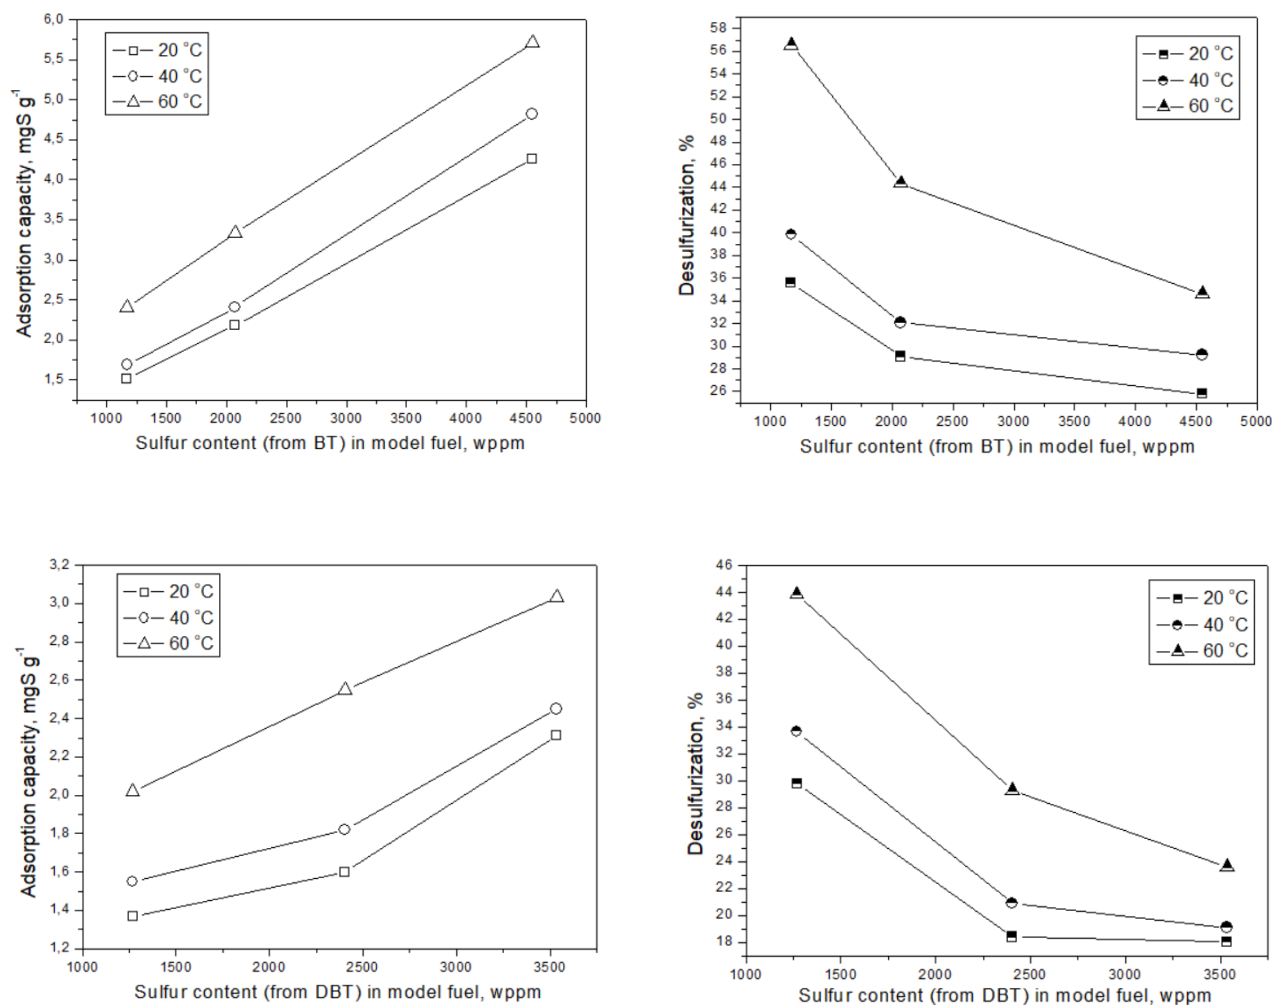 6,0
5,5
5,0
4,5
4,0
3,5
3,0
2,5
2,0
1,5
Adsorption capacity, mgS g⁻¹
20 °C
40 °C
60 °C
1000 1500 2000 2500 3000 3500 4000 4500 5000
Sulfur content (from BT) in model fuel, wppm
58
56
54
52
50
48
46
44
42
40
38
36
34
32
30
28
26
Desulfurization, %
20 °C
40 °C
60 °C
1000 1500 2000 2500 3000 3500 4000 4500 5000
Sulfur content (from BT) in model fuel, wppm
3,2
3,0
2,8
2,6
2,4
2,2
2,0
1,8
1,6
1,4
1,2
Adsorption capacity, mgS g⁻¹
20 °C
40 °C
60 °C
1000 1500 2000 2500 3000 3500
Sulfur content (from DBT) in model fuel, wppm
46
44
42
40
38
36
34
32
30
28
26
24
22
20
18
Desulfurization, %
20 °C
40 °C
60 °C
1000 1500 2000 2500 3000 3500
Sulfur content (from DBT) in model fuel, wppm